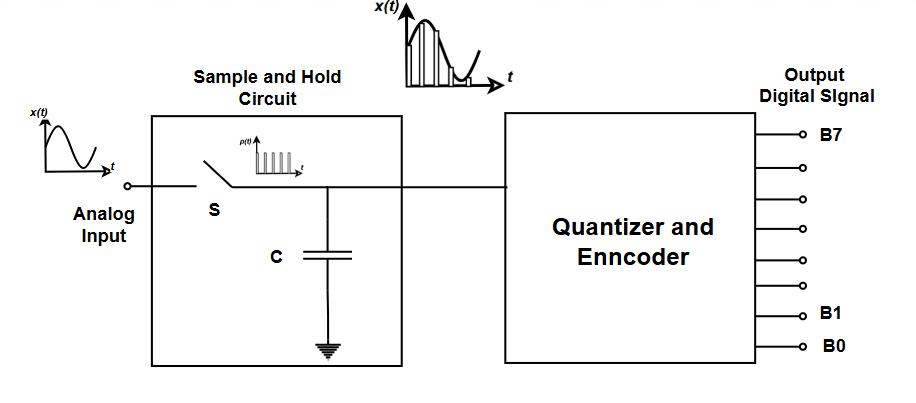 x(t)
t
Sample and Hold
Circuit
Output
Digital SIgnal
x(t)
t
p(t)
t
B7
Analog
Input
S
C
Quantizer and
Enncoder
B1
B0